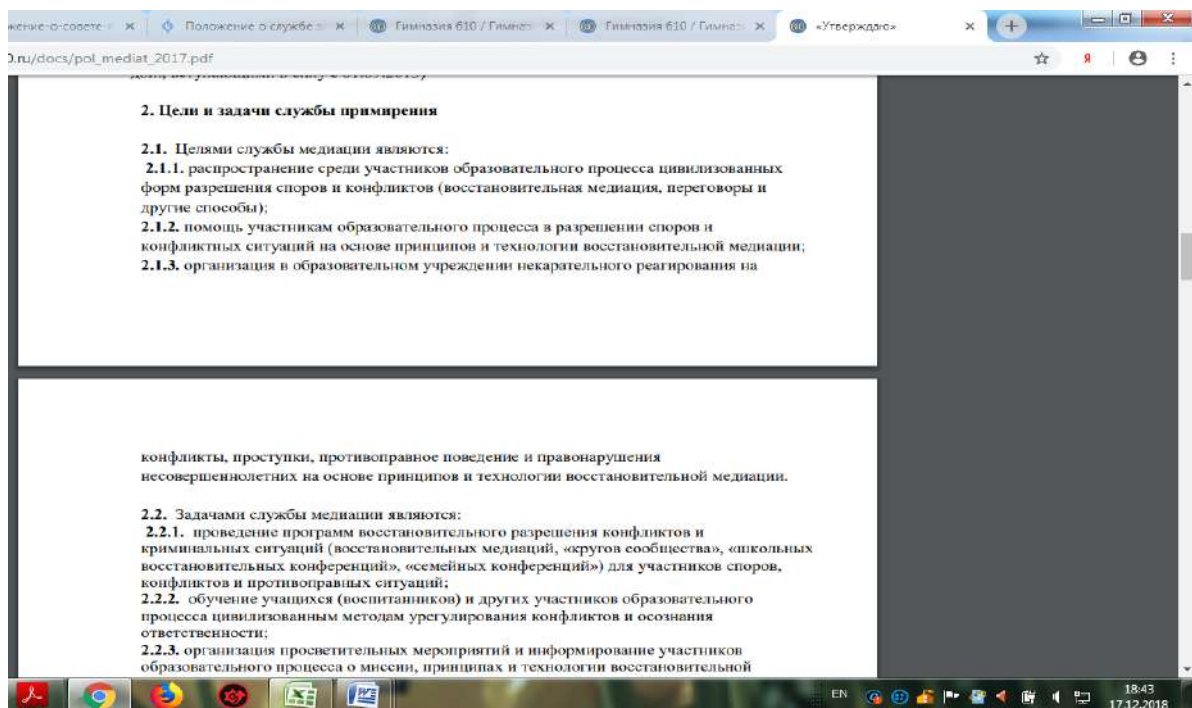 Положение о службе
Гимназия 610 / Гимназ
Гимназия 610 / Гимназ
«Утверждаю»
0.ru/docs/pol_mediat_2017.pdf
2. Цели и задачи службы примирения
2.1. Целями службы медиации являются:
2.1.1. распространение среди участников образовательного процесса цивилизованных
форм разрешения споров и конфликтов (восстановительная медиация, переговоры и
другие способы);
2.1.2. помощь участникам образовательного процесса в разрешении споров и
конфликтных ситуаций на основе принципов и технологии восстановительной медиации;
2.1.3. организация в образовательном учреждении некарательного реагирования на
конфликты, проступки, противоправное поведение и правонарушения
несовершеннолетних на основе принципов и технологии восстановительной медиации.
2.2. Задачами службы медиации являются:
2.2.1. проведение программ восстановительного разрешения конфликтов и
криминальных ситуаций (восстановительных медиаций, «кругов сообщества», «школьных
восстановительных конференций», «семейных конференций») для участников споров,
конфликтов и противоправных ситуаций;
2.2.2. обучение учащихся (воспитанников) и других участников образовательного
процесса цивилизованным методам урегулирования конфликтов и осознания
ответственности;
2.2.3. организация просветительных мероприятий и информирование участников
образовательного процесса о миссии, принципах и технологии восстановительной
EN
18:43
17.12.2018